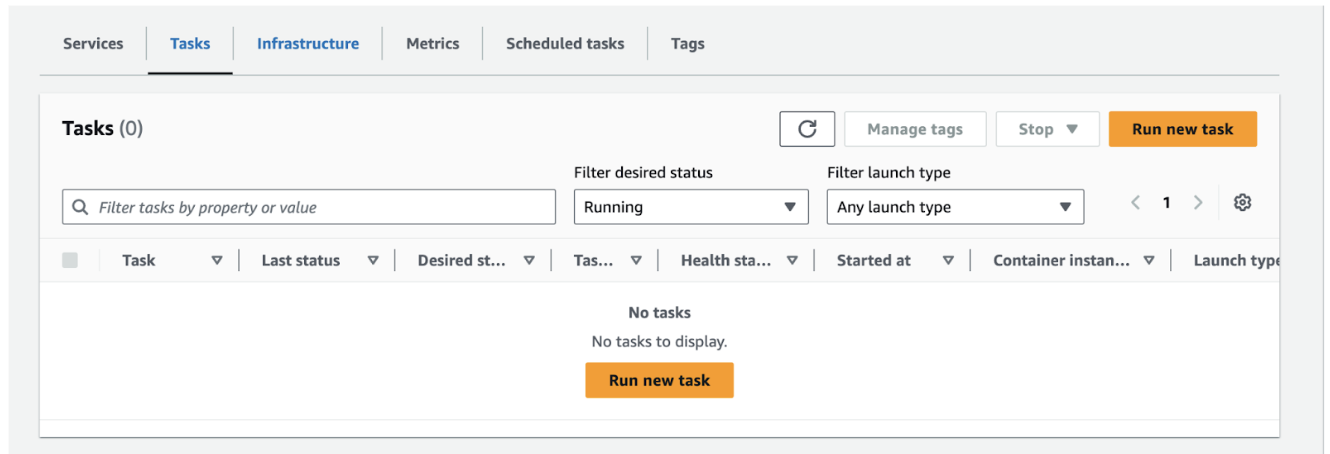 Services Tasks Infrastructure Metrics Scheduled tasks Tags
Tasks (0) Manage tags Stop Run new task
Filter desired status Filter launch type
Filter tasks by property or value Running Any launch type 1
Task Last status Desired st... Tas... Health sta... Started at Container instan... Launch type
No tasks
No tasks to display.
Run new task